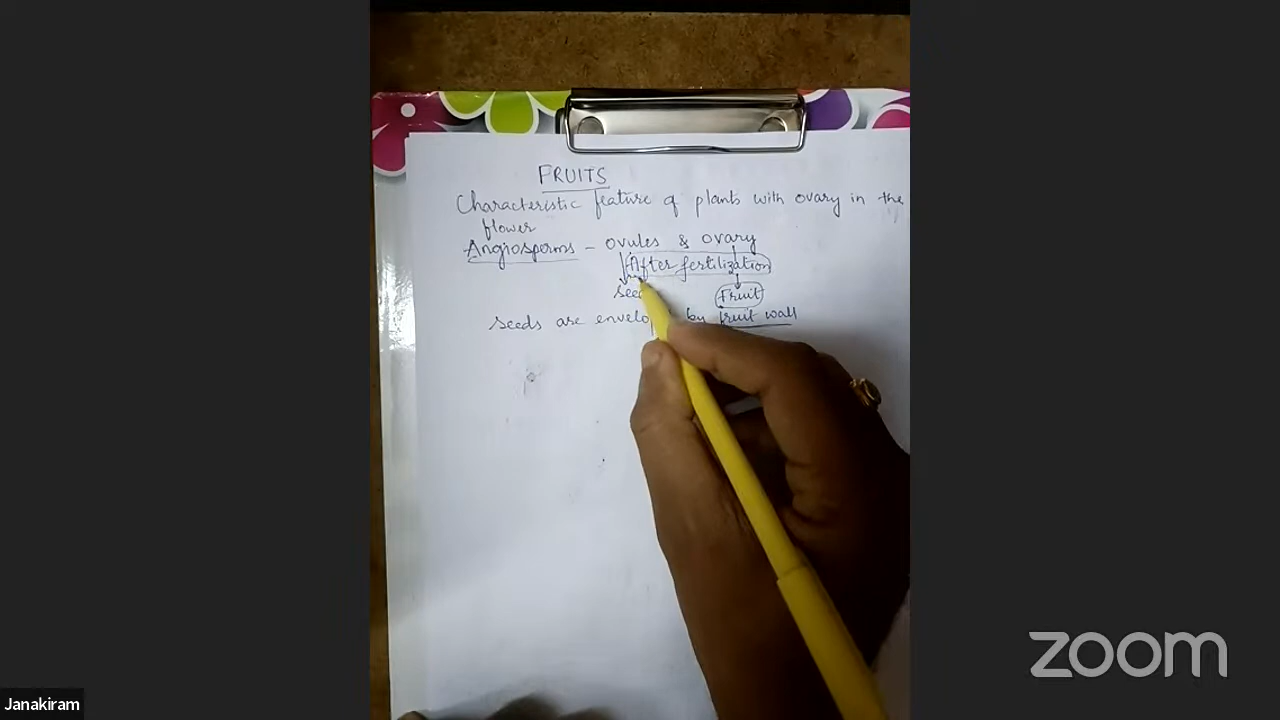 FRUITS
Characteristic feature of plants with ovary in the
flower
Angiosperms - ovules & ovary
After fertilization
Fruit
seeds are by fruit wall
zoom
Janakiram